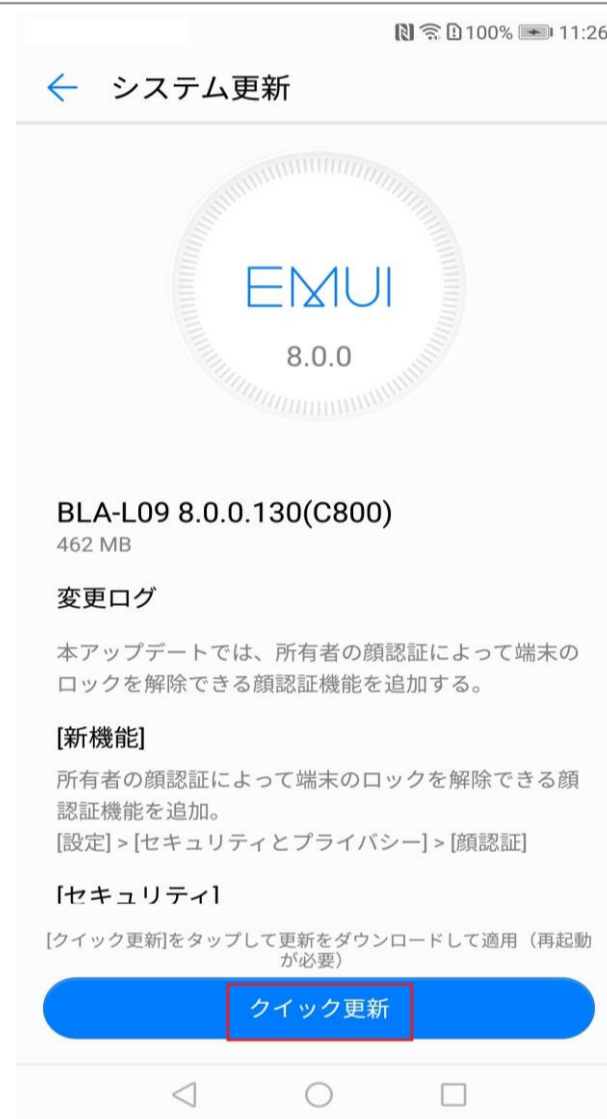 100% 11:26
システム更新
EMUI
8.0.0
BLA-L09 8.0.0.130(C800)
462 MB
変更ログ
本アップデートでは、所有者の顔認証によって端末の
ロックを解除できる顔認証機能を追加する。
[新機能]
所有者の顔認証によって端末のロックを解除できる顔
認証機能を追加。
[設定] > [セキュリティとプライバシー] > [顔認証]
[セキュリティ]
[クイック更新]をタップして更新をダウンロードして適用（再起動
が必要）
クイック更新